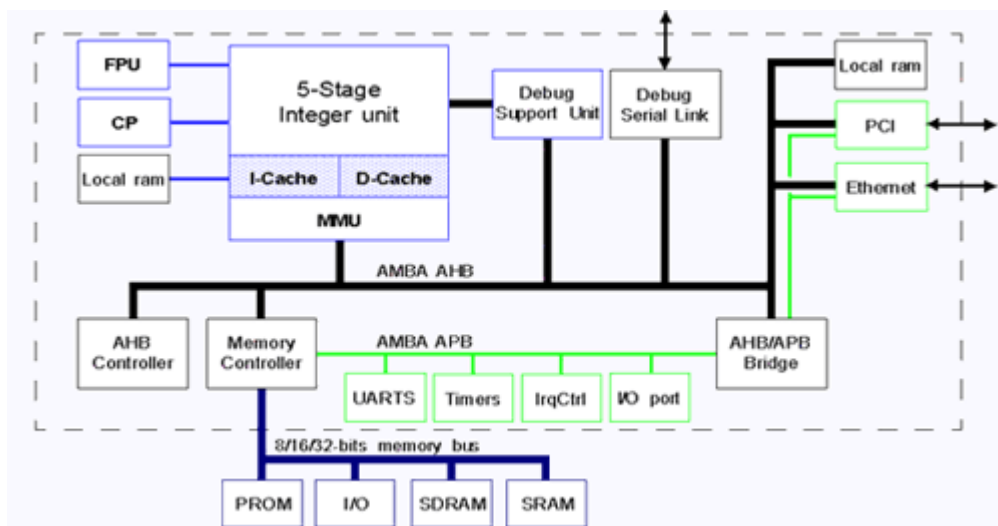 FPU
CP
Local ram
5-Stage
Integer unit
I-Cache
D-Cache
MMU
Debug
Support Unit
Debug
Serial Link
Local ram
PCI
Ethernet
AMBA AHB
AHB
Controller
Memory
Controller
AMBA APB
AHB/APB
Bridge
UARTS
Timers
IrqCtrl
I/O port
8/16/32-bits memory bus
PROM
I/O
SDRAM
SRAM